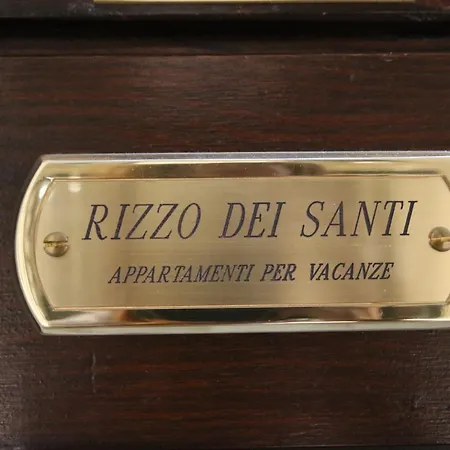 RIZZO DEI SANTI
APPARTAMENTI PER VACANZE